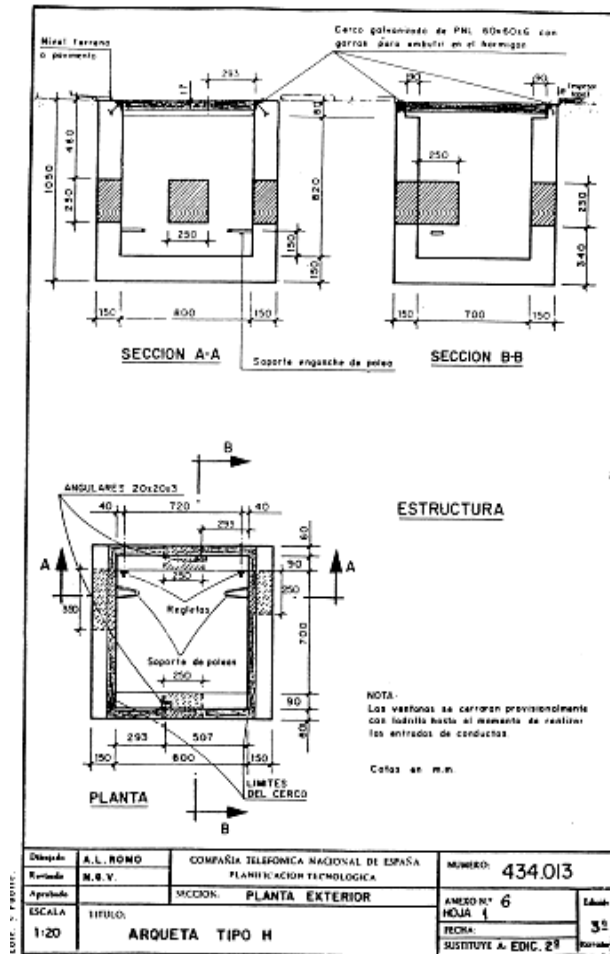 Nivel terreno
o pavimento
Cerco galvanizado de PNL 60x60x6 con
garras para embutir en el hormigon
293
17
90
90
60
460
1050
250
820
250
150
150
250
250
340
150
800
150
150
700
150
SECCION A-A
Soporte enganche de polea
SECCION B-B
B
ANGULARES 20x20x3
ESTRUCTURA
40
720
40
293
60
A
90
A
250
250
380
Regletas
700
Soporte de poleas
250
90
60
293
507
150
600
150
LIMITES
DEL CERCO
PLANTA
B
NOTA-
Las ventanas se cerraran provisionalmente
con ladrillo hasta el momento de realizar
las entradas de conductos
Cotas en m.m.
Dibujado A.L.ROMO
Revisado M.G.V.
Aprobado
ESCALA
1:20
COMPAÑIA TELEFONICA NACIONAL DE ESPAÑA
PLANIFICACION TECNOLOGICA
SECCION: PLANTA EXTERIOR
TITULO:
ARQUETA TIPO H
NUMERO: 434.013
ANEXO N.º 6
HOJA 1
FECHA:
SUSTITUYE A: EDIC. 2ª
3ª